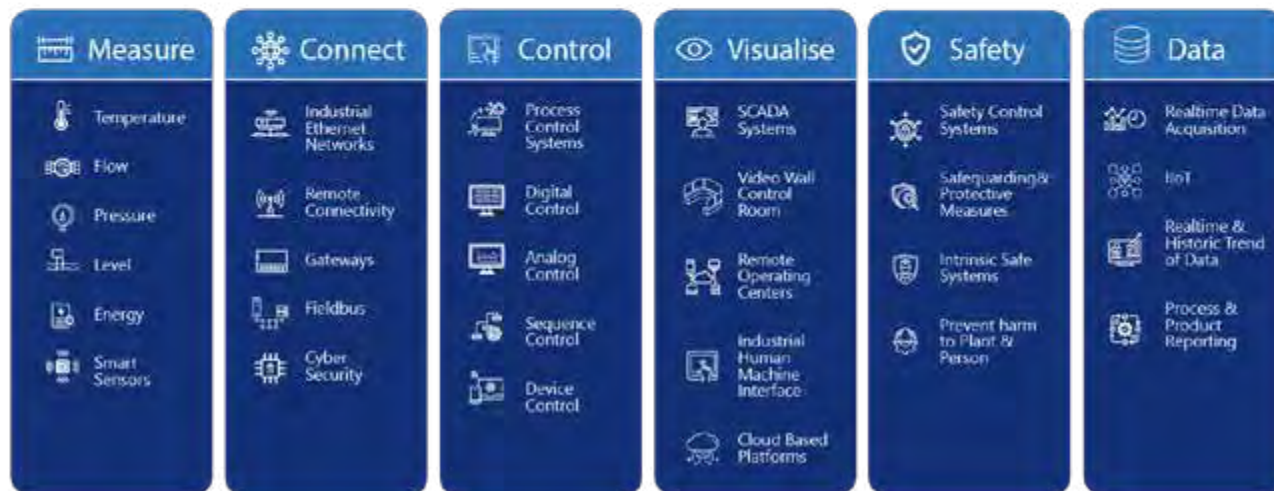 Measure
Temperature
Flow
Pressure
Level
Energy
Smart
Sensors
Connect
Industrial
Ethernet
Networks
Remote
Connectivity
Gateways
Fieldbus
Cyber
Security
Control
Process
Control
Systems
Digital
Control
Analog
Control
Sequence
Control
Device
Control
Visualise
SCADA
Systems
Video Wall
Control
Room
Remote
Operating
Centers
Industrial
Human
Machine
Interface
Cloud Based
Platforms
Safety
Safety Control
Systems
Safeguarding&
Protective
Measures
Intrinsic Safe
Systems
Prevent harm
to Plant &
Person
Data
Realtime Data
Acquisition
IIoT
Realtime &
Historic Trend
of Data
Process &
Product
Reporting